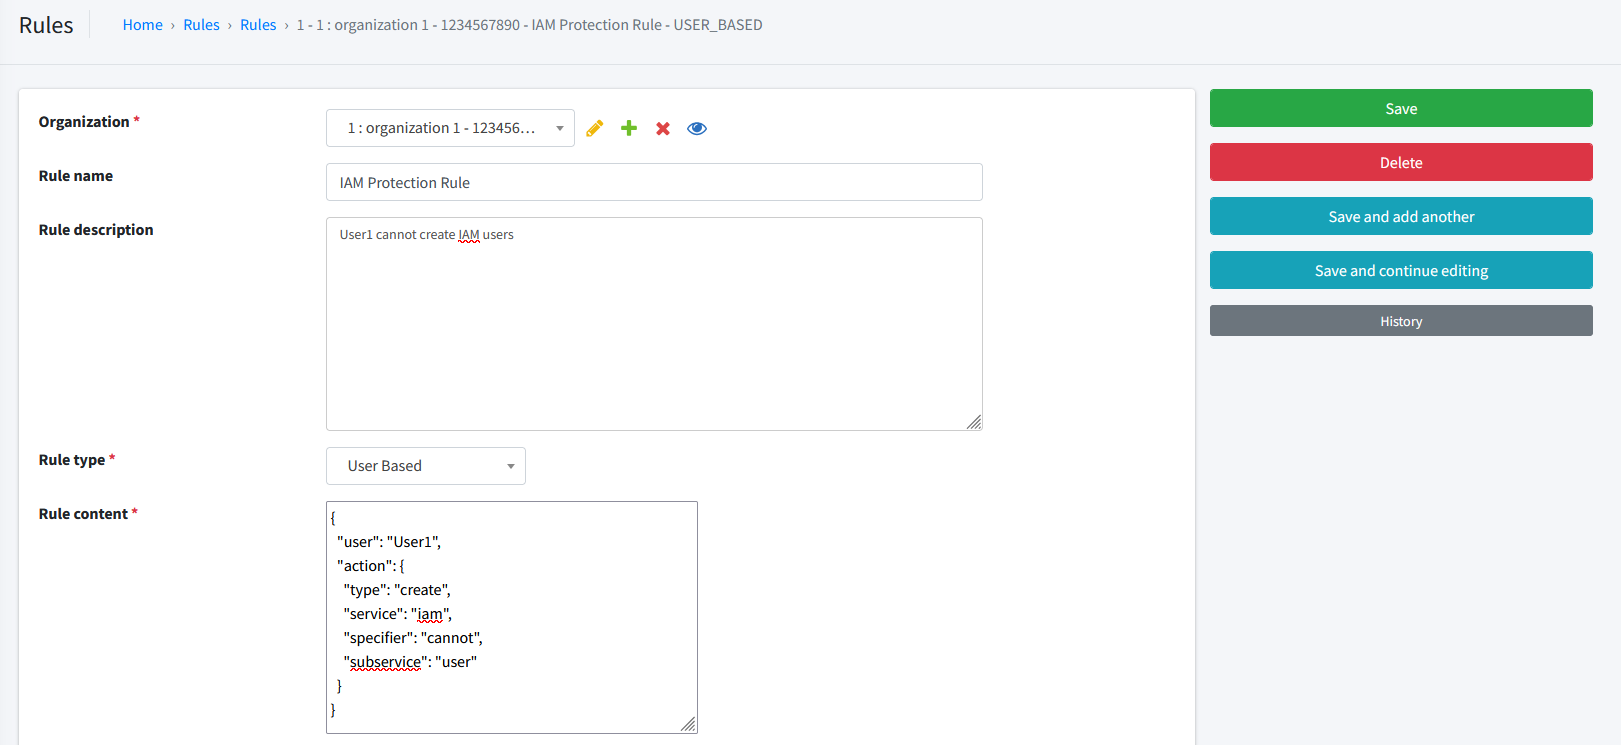 Rules
Home › Rules › Rules › 1 - 1 : organization 1 - 1234567890 - IAM Protection Rule - USER_BASED
Organization *
1 : organization 1 - 123456...
Save
Rule name
IAM Protection Rule
Delete
Rule description
User1 cannot create IAM users
Save and add another
Save and continue editing
History
Rule type *
User Based
Rule content *
{
"user": "User1",
"action": {
"type": "create",
"service": "iam",
"specifier": "cannot",
"subservice": "user"
}
}